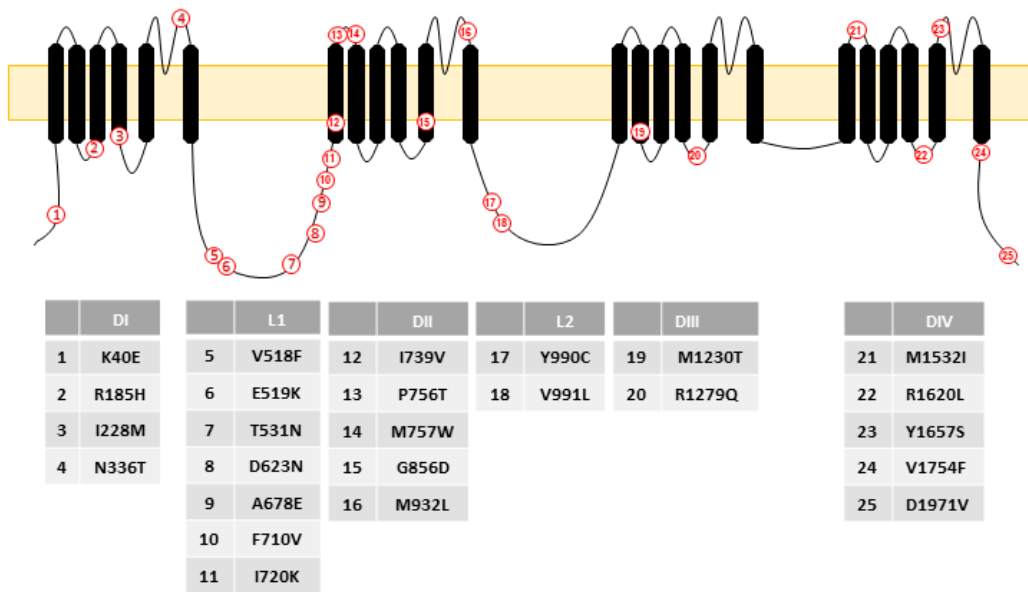 4
13 14
16
21
23
12
15
19
3
2
11
20
22
24
10
9
17
1
8
18
5
6
7
25
DI
1 K40E
2 R185H
3 I228M
4 N336T
L1
5 V518F
6 E519K
7 T531N
8 D623N
9 A678E
10 F710V
11 I720K
DII
12 I739V
13 P756T
14 M757W
15 G856D
16 M932L
L2
17 Y990C
18 V991L
DIII
19 M1230T
20 R1279Q
DIV
21 M1532I
22 R1620L
23 Y1657S
24 V1754F
25 D1971V